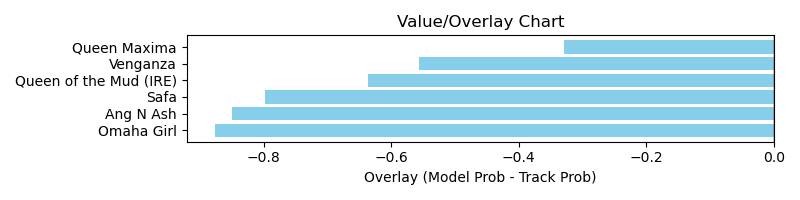 Value/Overlay Chart
Queen Maxima
Venganza
Queen of the Mud (IRE)
Safa
Ang N Ash
Omaha Girl
−0.8 −0.6 −0.4 −0.2 0.0
Overlay (Model Prob - Track Prob)